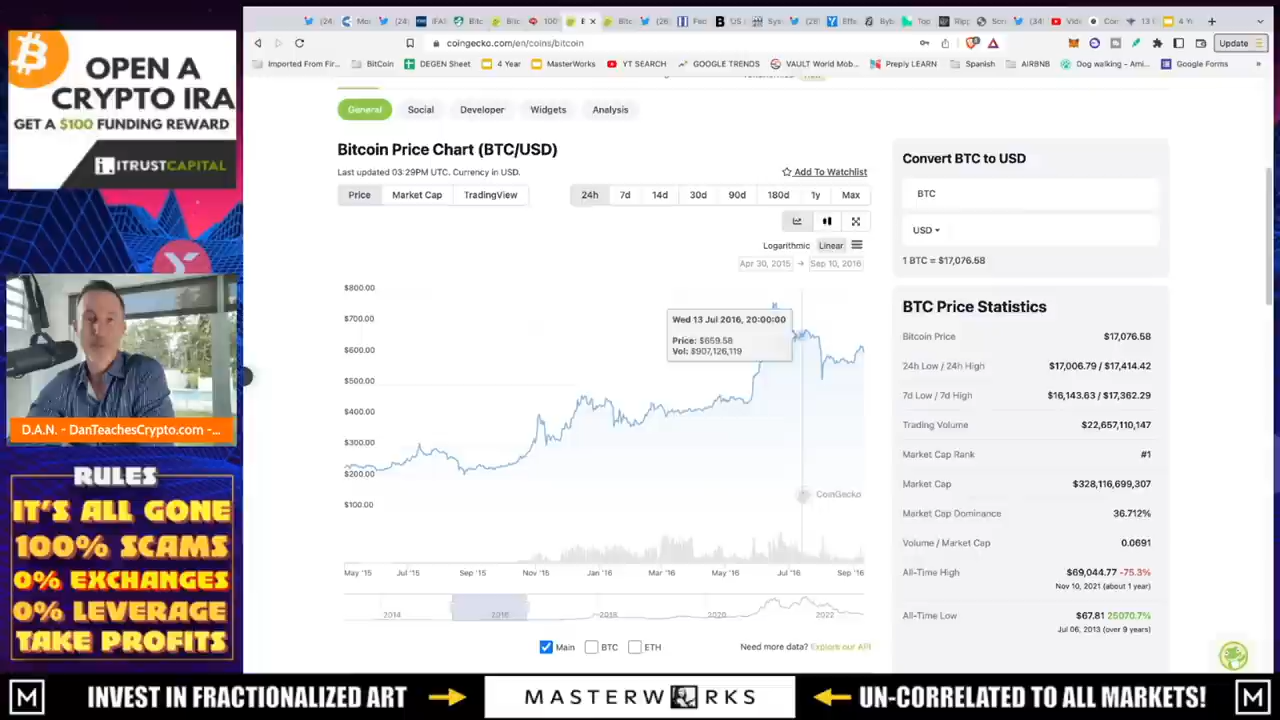 OPEN A
CRYPTO IRA
GET A $100 FUNDING REWARD
ITRUSTCAPITAL
D.A.N. - DanTeachesCrypto.com -...
RULES
IT'S ALL GONE
100% SCAMS
0% EXCHANGES
0% LEVERAGE
TAKE PROFITS
coingecko.com/en/coins/bitcoin
Update
Imported From Fir...
BitCoin
DEGEN Sheet
4 Year
MasterWorks
YT SEARCH
GOOGLE TRENDS
VAULT World Mob...
Preply LEARN
Spanish
AIRBNB
Dog walking - Ami...
Google Forms
General
Social
Developer
Widgets
Analysis
Bitcoin Price Chart (BTC/USD)
Last updated 03:29PM UTC. Currency in USD.
Add To Watchlist
Price
Market Cap
TradingView
24h
7d
14d
30d
90d
180d
1y
Max
Logarithmic
Linear
Apr 30, 2015 → Sep 10, 2016
$800.00
$700.00
$600.00
$500.00
$400.00
$300.00
$200.00
$100.00
Wed 13 Jul 2016, 20:00:00
Price: $659.58
Vol: $907,126,119
CoinGecko
May '15
Jul '15
Sep '15
Nov '15
Jan '16
Mar '16
May '16
Jul '16
Sep '16
2014
2016
2018
2020
2022
Main
BTC
ETH
Need more data? Explore our API
Convert BTC to USD
BTC
USD
1 BTC = $17,076.58
BTC Price Statistics
Bitcoin Price $17,076.58
24h Low / 24h High $17,006.79 / $17,414.42
7d Low / 7d High $16,143.63 / $17,362.29
Trading Volume $22,657,110,147
Market Cap Rank #1
Market Cap $328,116,699,307
Market Cap Dominance 36.712%
Volume / Market Cap 0.0691
All-Time High $69,044.77 -75.3%
Nov 10, 2021 (about 1 year)
All-Time Low $67.81 25070.7%
Jul 06, 2013 (over 9 years)
M INVEST IN FRACTIONALIZED ART
MASTERWORKS
UN-CORRELATED TO ALL MARKETS! M